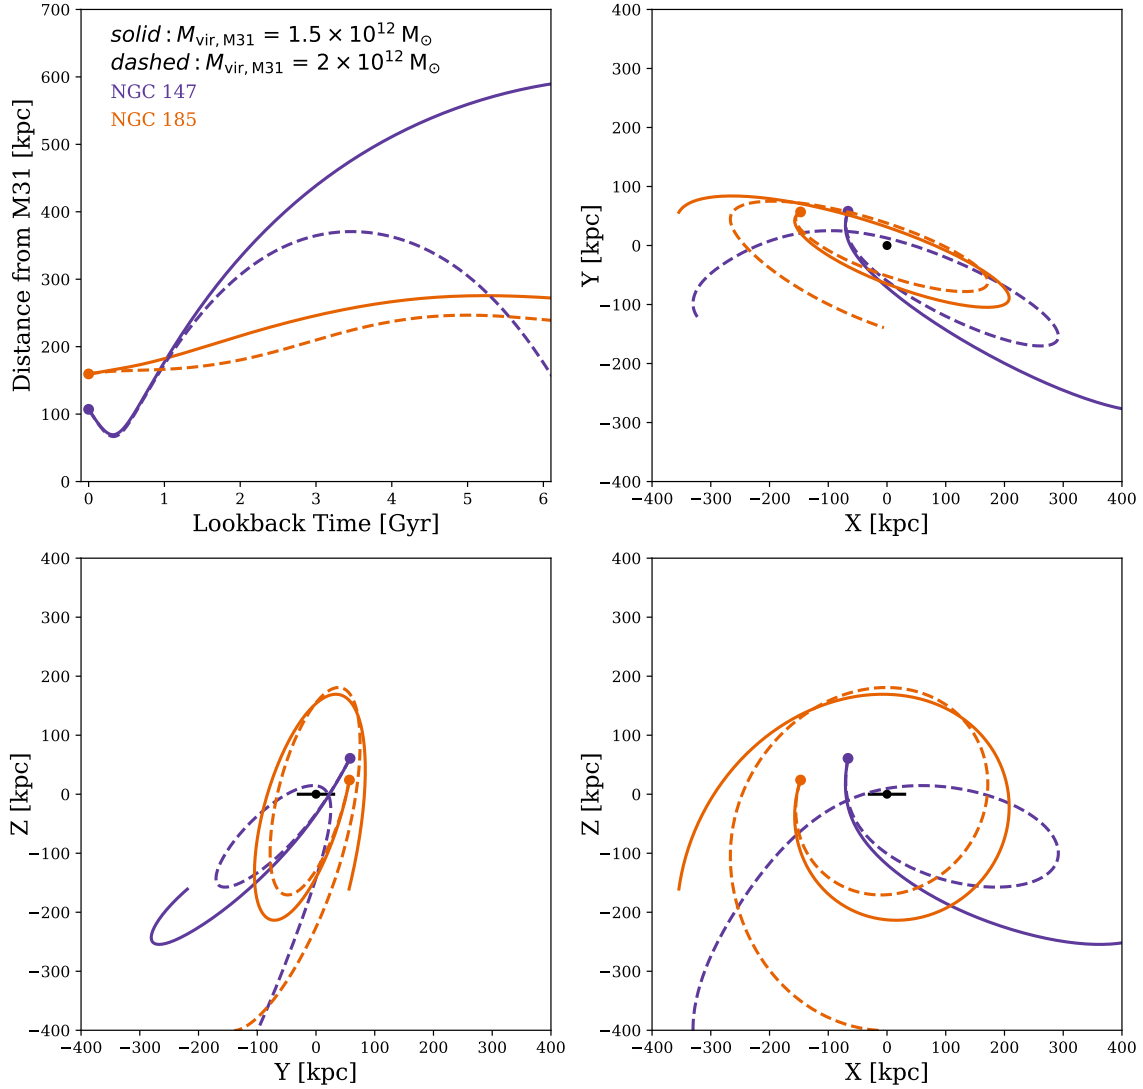 700
600
500
400
300
200
100
0
Distance from M31 [kpc]
solid : M_vir, M31 = 1.5 × 10¹² M_⊙
dashed : M_vir, M31 = 2 × 10¹² M_⊙
NGC 147
NGC 185
0 1 2 3 4 5 6
Lookback Time [Gyr]
400
300
200
100
0
−100
−200
−300
−400
Y [kpc]
−400 −300 −200 −100 0 100 200 300 400
X [kpc]
400
300
200
100
0
−100
−200
−300
−400
Z [kpc]
−400 −300 −200 −100 0 100 200 300 400
Y [kpc]
400
300
200
100
0
−100
−200
−300
−400
Z [kpc]
−400 −300 −200 −100 0 100 200 300 400
X [kpc]